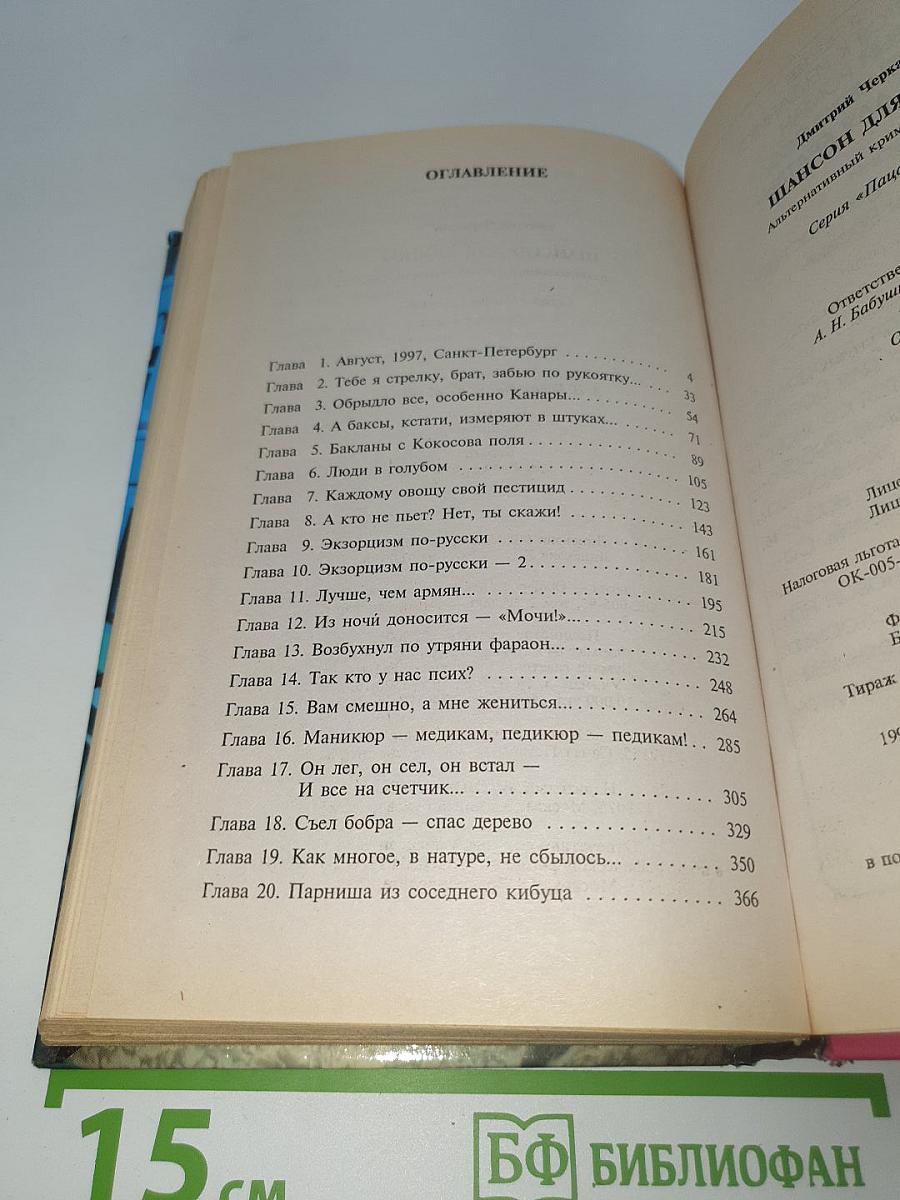 ОГЛАВЛЕНИЕ
Глава 1. Август, 1997, Санкт-Петербург . . . . . . . . . . 4
Глава 2. Тебе я стрелку, брат, забью по рукоятку... . . 33
Глава 3. Обрыдло все, особенно Канары... . . . . . . . . 54
Глава 4. А баксы, кстати, измеряют в штуках... . . . . 71
Глава 5. Бакланы с Кокосова поля . . . . . . . . . . . . . 89
Глава 6. Люди в голубом . . . . . . . . . . . . . . . . . . . 105
Глава 7. Каждому овощу свой пестицид . . . . . . . . . 123
Глава 8. А кто не пьет? Нет, ты скажи! . . . . . . . . . 143
Глава 9. Экзорцизм по-русски . . . . . . . . . . . . . . . 161
Глава 10. Экзорцизм по-русски — 2. . . . . . . . . . . . . 181
Глава 11. Лучше, чем армян... . . . . . . . . . . . . . . . 195
Глава 12. Из ночи́ доносится — «Мочи!»... . . . . . . . . 215
Глава 13. Возбухнул по утряни фараон... . . . . . . . . . 232
Глава 14. Так кто у нас псих? . . . . . . . . . . . . . . . 248
Глава 15. Вам смешно, а мне жениться... . . . . . . . . . 264
Глава 16. Маникюр — медикам, педикюр — педикам! . . 285
Глава 17. Он лег, он сел, он встал —
И все на счетчик... . . . . . . . . . . . . . . . . . 305
Глава 18. Съел бобра — спас дерево . . . . . . . . . . . . 329
Глава 19. Как многое, в натуре, не сбылось... . . . . . . 350
Глава 20. Парниша из соседнего кибуца . . . . . . . . . . 366
Дмитрий
ШАНСОН ДЛЯ
Альтернативный
Серия
А. Н.
Налоговая льгота
ОК-005-
Тираж
в
15 см
БФ БИБЛИОФАН